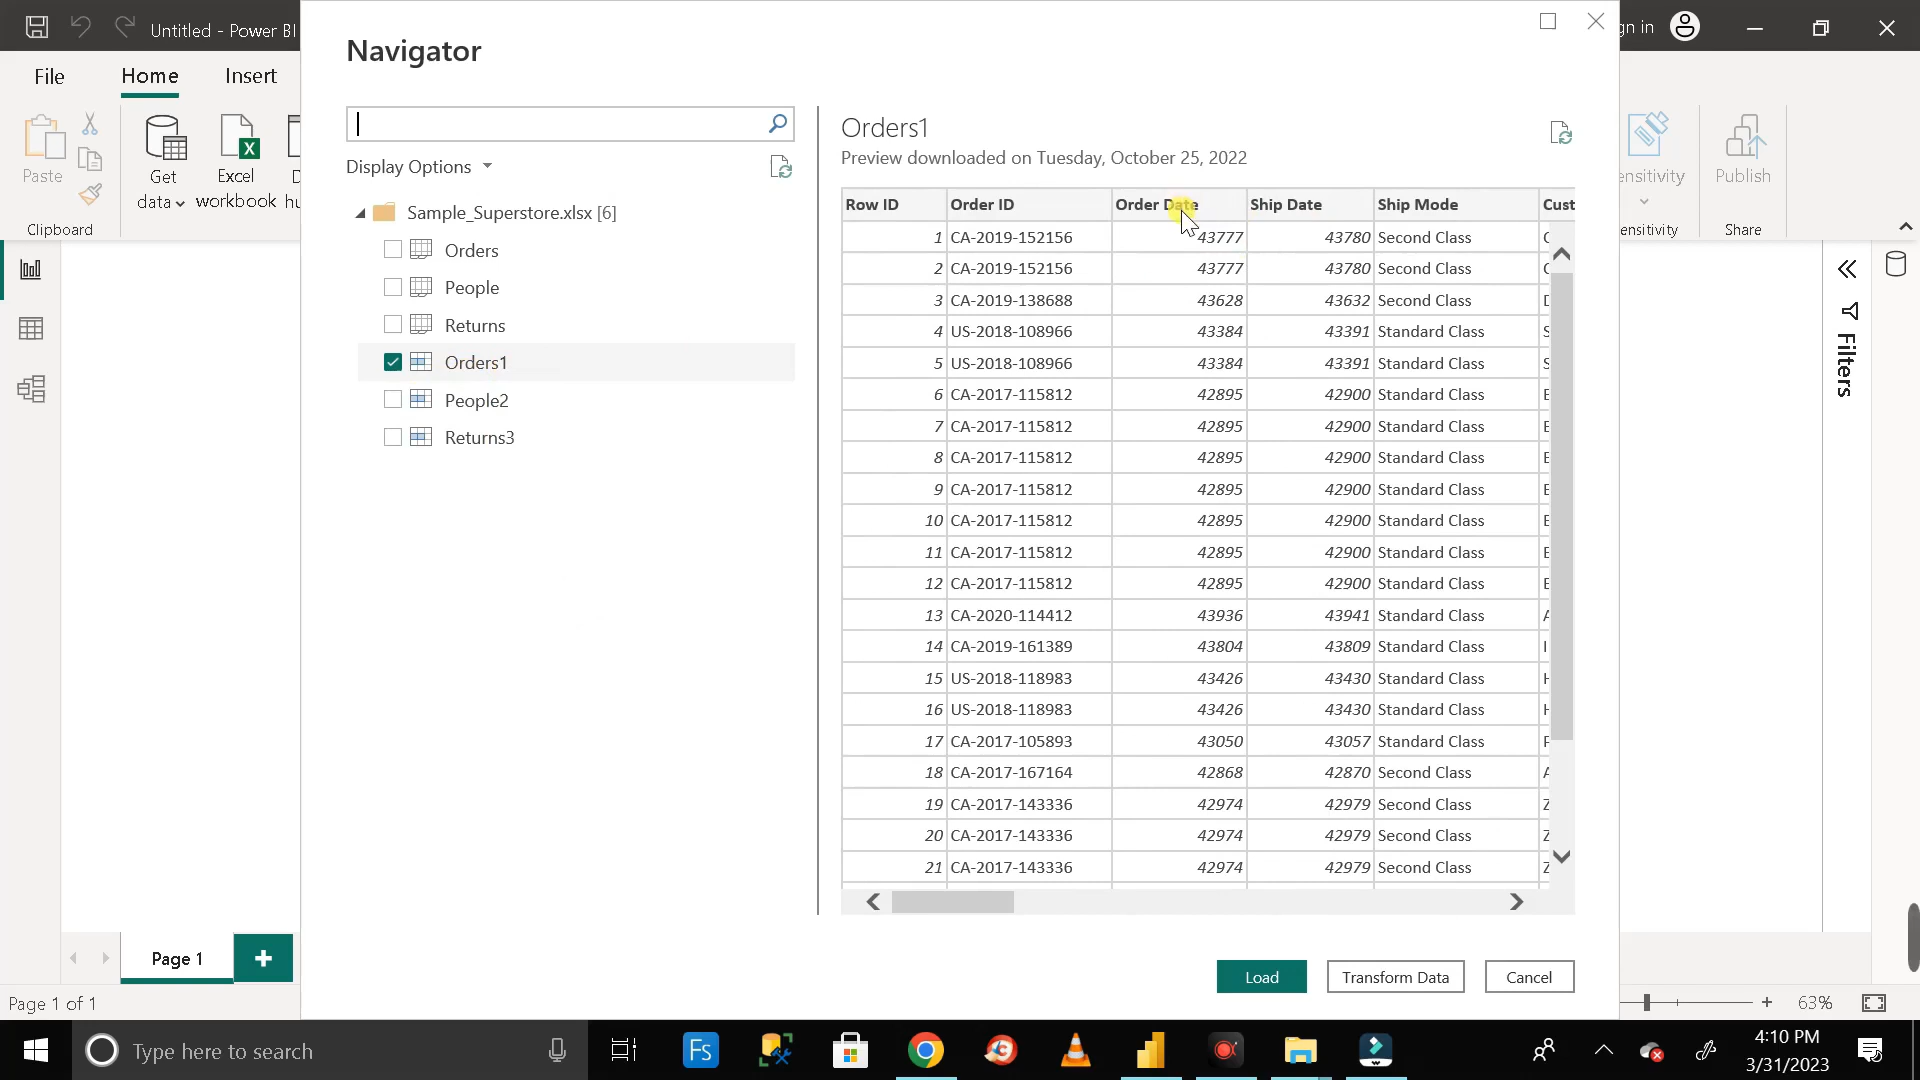 Untitled - Power BI
gn in
File
Home
Insert
Paste
Get
data
Excel
workbook
D
hu
Clipboard
ensitivity
Publish
ensitivity
Share
Filters
Navigator
Display Options
Sample_Superstore.xlsx [6]
Orders
People
Returns
Orders1
People2
Returns3
Orders1
Preview downloaded on Tuesday, October 25, 2022
Row ID Order ID Order Date Ship Date Ship Mode Cust
1 CA-2019-152156 43777 43780 Second Class C
2 CA-2019-152156 43777 43780 Second Class C
3 CA-2019-138688 43628 43632 Second Class D
4 US-2018-108966 43384 43391 Standard Class S
5 US-2018-108966 43384 43391 Standard Class S
6 CA-2017-115812 42895 42900 Standard Class E
7 CA-2017-115812 42895 42900 Standard Class E
8 CA-2017-115812 42895 42900 Standard Class E
9 CA-2017-115812 42895 42900 Standard Class E
10 CA-2017-115812 42895 42900 Standard Class E
11 CA-2017-115812 42895 42900 Standard Class E
12 CA-2017-115812 42895 42900 Standard Class E
13 CA-2020-114412 43936 43941 Standard Class A
14 CA-2019-161389 43804 43809 Standard Class I
15 US-2018-118983 43426 43430 Standard Class H
16 US-2018-118983 43426 43430 Standard Class H
17 CA-2017-105893 43050 43057 Standard Class F
18 CA-2017-167164 42868 42870 Second Class A
19 CA-2017-143336 42974 42979 Second Class Z
20 CA-2017-143336 42974 42979 Second Class Z
21 CA-2017-143336 42974 42979 Second Class Z
Load
Transform Data
Cancel
Page 1
Page 1 of 1
63%
Type here to search
Fs
4:10 PM
3/31/2023